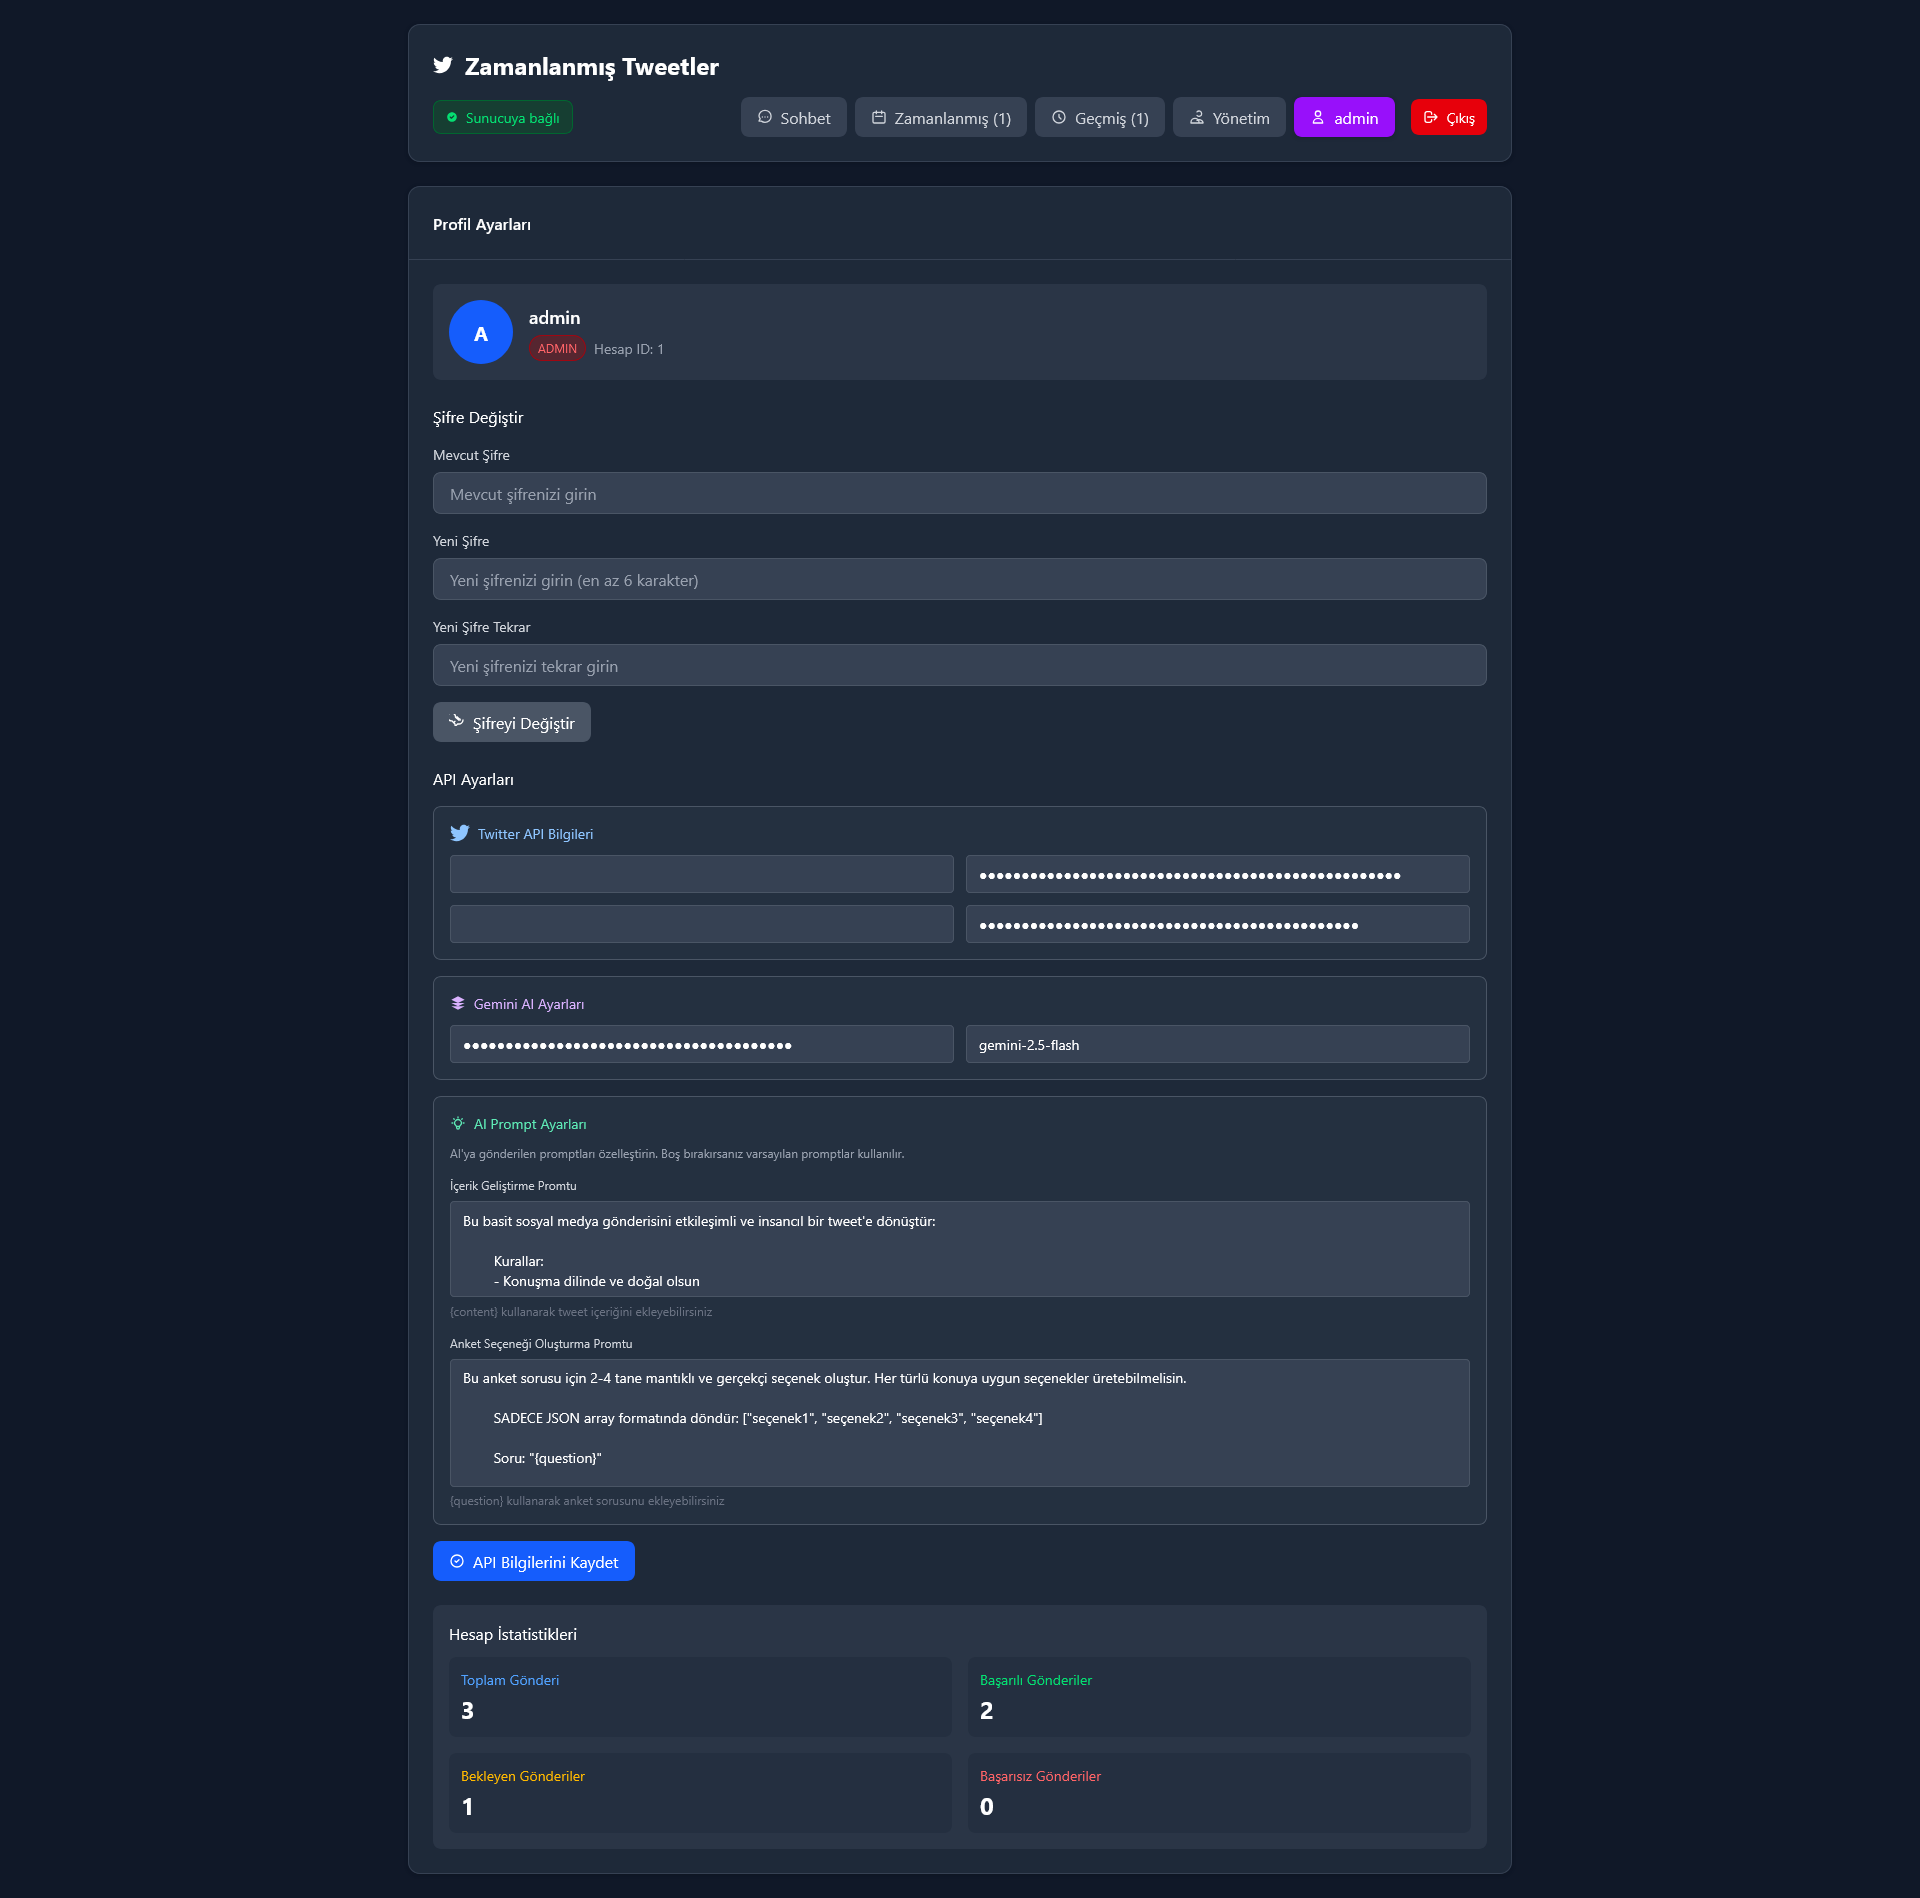 Zamanlanmış Tweetler
Sunucuya bağlı
Sohbet
Zamanlanmış (1)
Geçmiş (1)
Yönetim
admin
Çıkış
Profil Ayarları
A
admin
ADMIN
Hesap ID: 1
Şifre Değiştir
Mevcut Şifre
Mevcut şifrenizi girin
Yeni Şifre
Yeni şifrenizi girin (en az 6 karakter)
Yeni Şifre Tekrar
Yeni şifrenizi tekrar girin
Şifreyi Değiştir
API Ayarları
Twitter API Bilgileri
Gemini AI Ayarları
gemini-2.5-flash
AI Prompt Ayarları
AI'ya gönderilen promptları özelleştirin. Boş bırakırsanız varsayılan promptlar kullanılır.
İçerik Geliştirme Promtu
Bu basit sosyal medya gönderisini etkileşimli ve insancıl bir tweet'e dönüştür:
Kurallar:
- Konuşma dilinde ve doğal olsun
{content} kullanarak tweet içeriğini ekleyebilirsiniz
Anket Seçeneği Oluşturma Promtu
Bu anket sorusu için 2-4 tane mantıklı ve gerçekçi seçenek oluştur. Her türlü konuya uygun seçenekler üretebilmelisin.
SADECE JSON array formatında döndür: ["seçenek1", "seçenek2", "seçenek3", "seçenek4"]
Soru: "{question}"
{question} kullanarak anket sorusunu ekleyebilirsiniz
API Bilgilerini Kaydet
Hesap İstatistikleri
Toplam Gönderi
3
Başarılı Gönderiler
2
Bekleyen Gönderiler
1
Başarısız Gönderiler
0